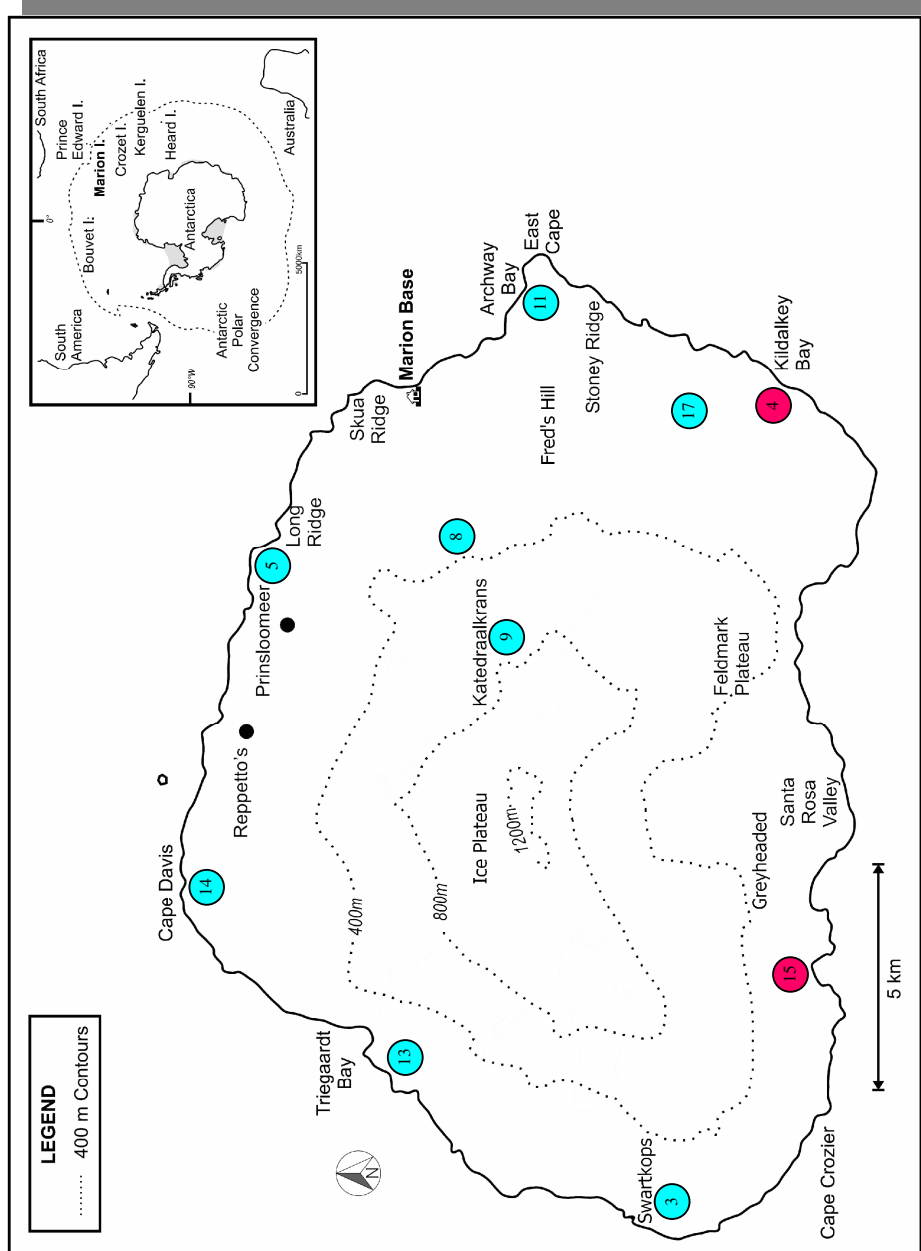 South Africa
Prince
Edward I.
Marion I.
Crozet I.
Kerguelen I.
Heard I.
Australia
0°
Bouvet I.
Antarctica
South
America
Antarctic
Polar
Convergence
90°W
0
5000km
LEGEND
400 m Contours
N
Cape Davis
14
Reppetto's
Prinsloomeer
5
Long
Ridge
Skua
Ridge
Marion Base
Archway
Bay
East
Cape
11
Stoney Ridge
Fred's Hill
17
4
Kildalkey
Bay
8
9
Katedraalkrans
Feldmark
Plateau
Ice Plateau
1200m
800m
400m
Triegaardt
Bay
13
Greyheaded
Santa
Rosa
Valley
15
Swartkops
3
Cape Crozier
5 km